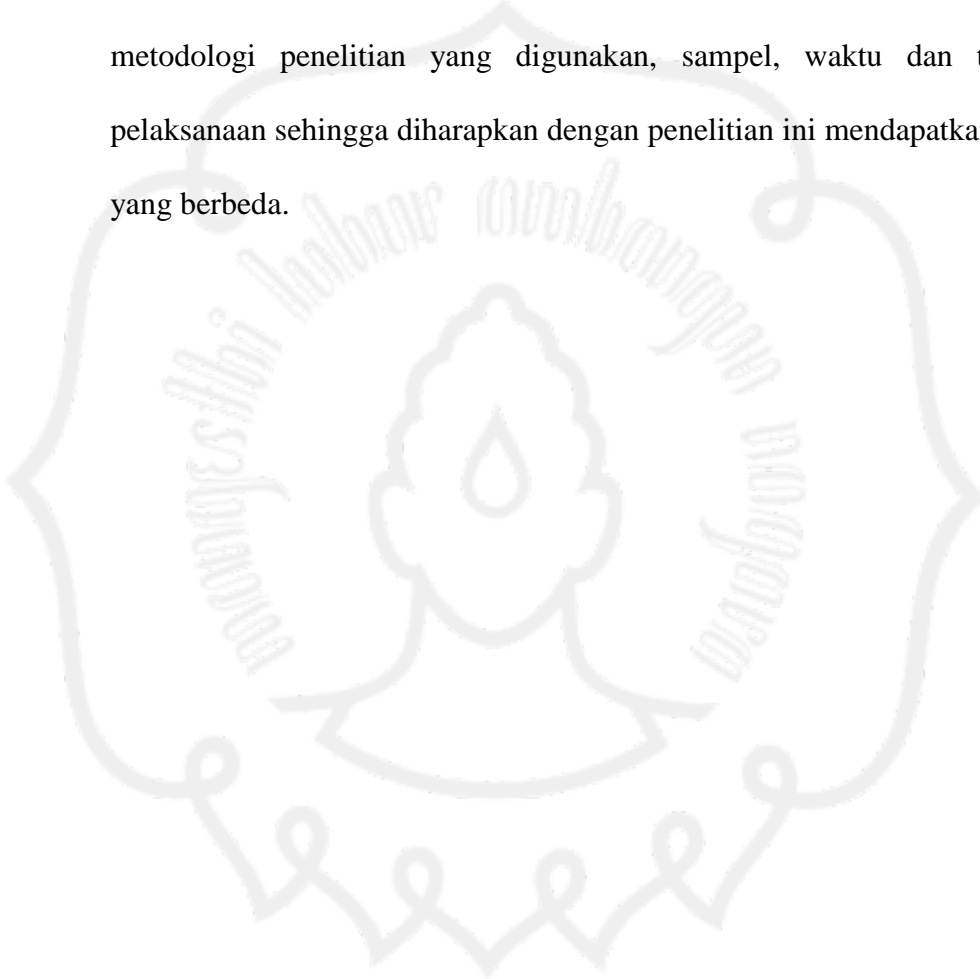 metodologi penelitian yang digunakan, sampel, waktu dan t
pelaksanaan sehingga diharapkan dengan penelitian ini mendapatka
yang berbeda.